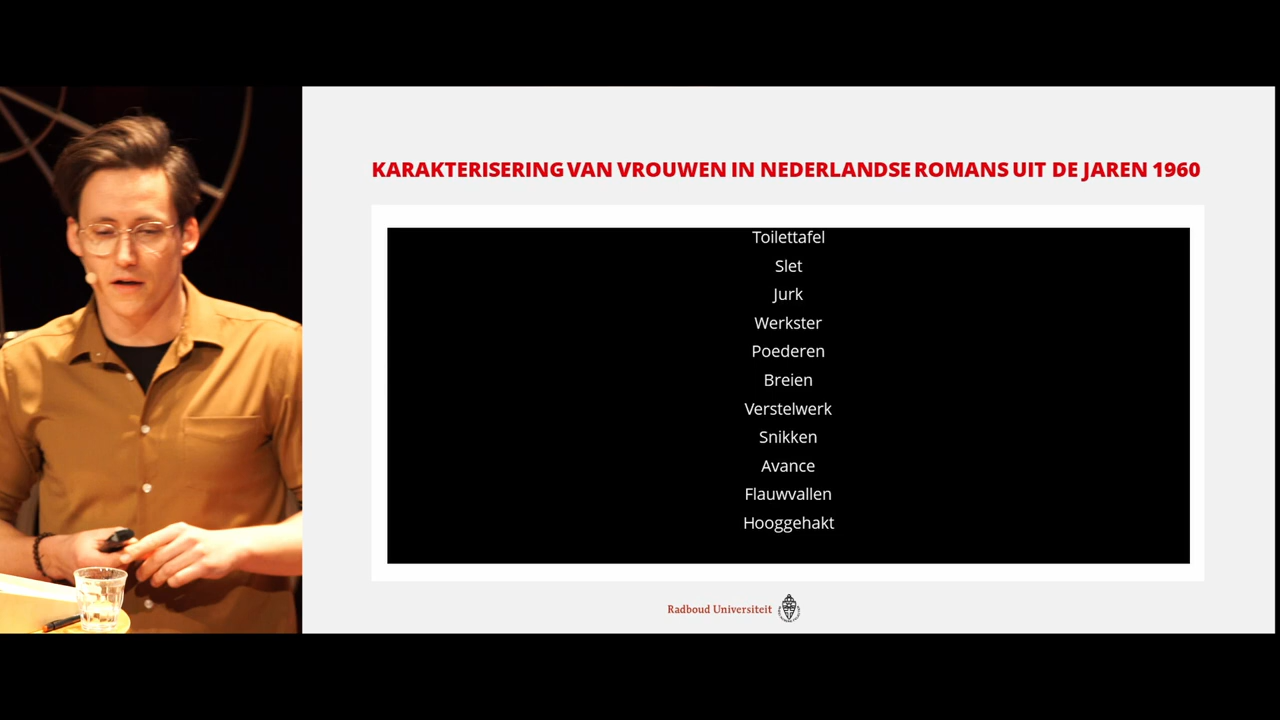 KARAKTERISERING VAN VROUWEN IN NEDERLANDSE ROMANS UIT DE JAREN 1960
Toilettafel
Slet
Jurk
Werkster
Poederen
Breien
Verstelwerk
Snikken
Avance
Flauwvallen
Hooggehakt
Radboud Universiteit